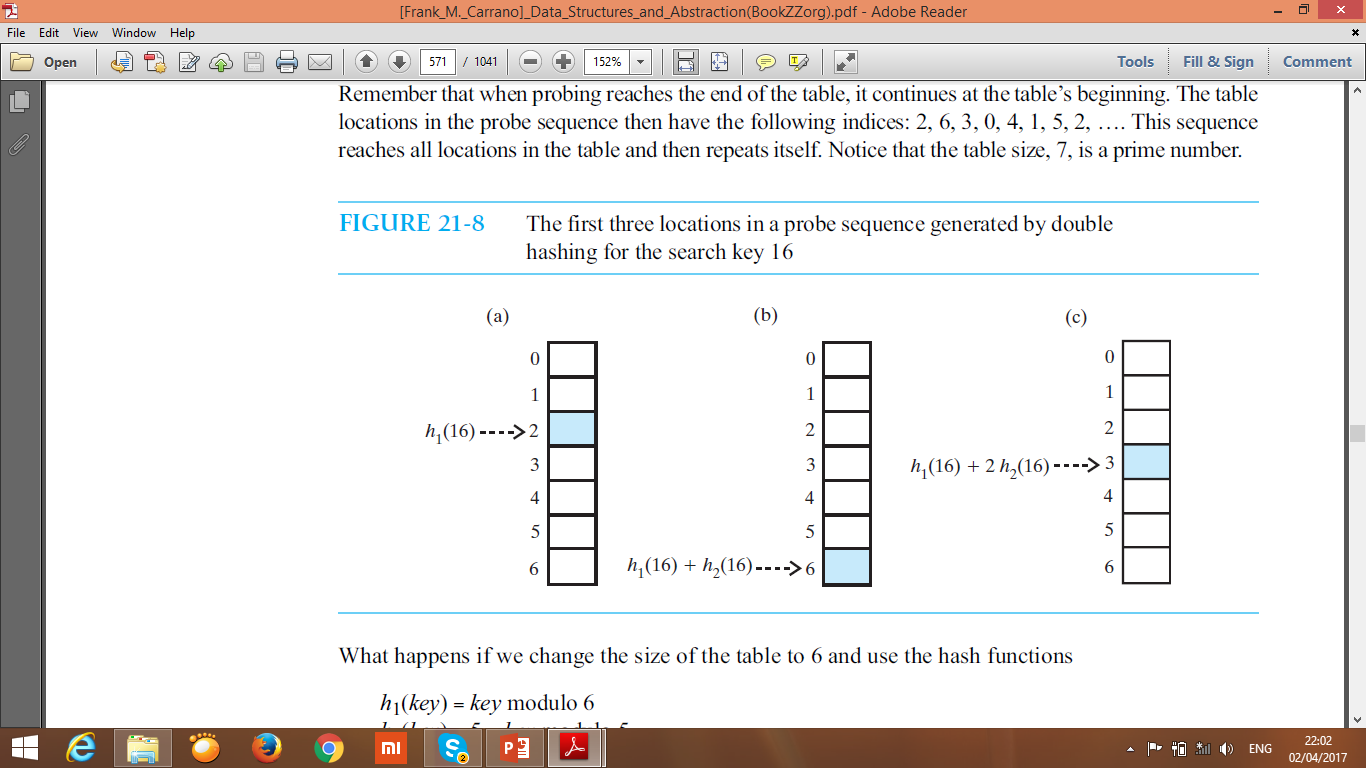 [Frank_M._Carrano]_Data_Structures_and_Abstraction(BookZZorg).pdf - Adobe Reader
File Edit View Window Help
Open 571 / 1041 152% Tools Fill & Sign Comment
Remember that when probing reaches the end of the table, it continues at the table's beginning. The table
locations in the probe sequence then have the following indices: 2, 6, 3, 0, 4, 1, 5, 2, …. This sequence
reaches all locations in the table and then repeats itself. Notice that the table size, 7, is a prime number.
FIGURE 21-8 The first three locations in a probe sequence generated by double
hashing for the search key 16
(a)
0
1
h₁(16) 2
3
4
5
6
(b)
0
1
2
3
4
5
h₁(16) + h₂(16) 6
(c)
0
1
2
h₁(16) + 2 h₂(16) 3
4
5
6
What happens if we change the size of the table to 6 and use the hash functions
h₁(key) = key modulo 6
mi S 2 P
ENG 22:02
02/04/2017